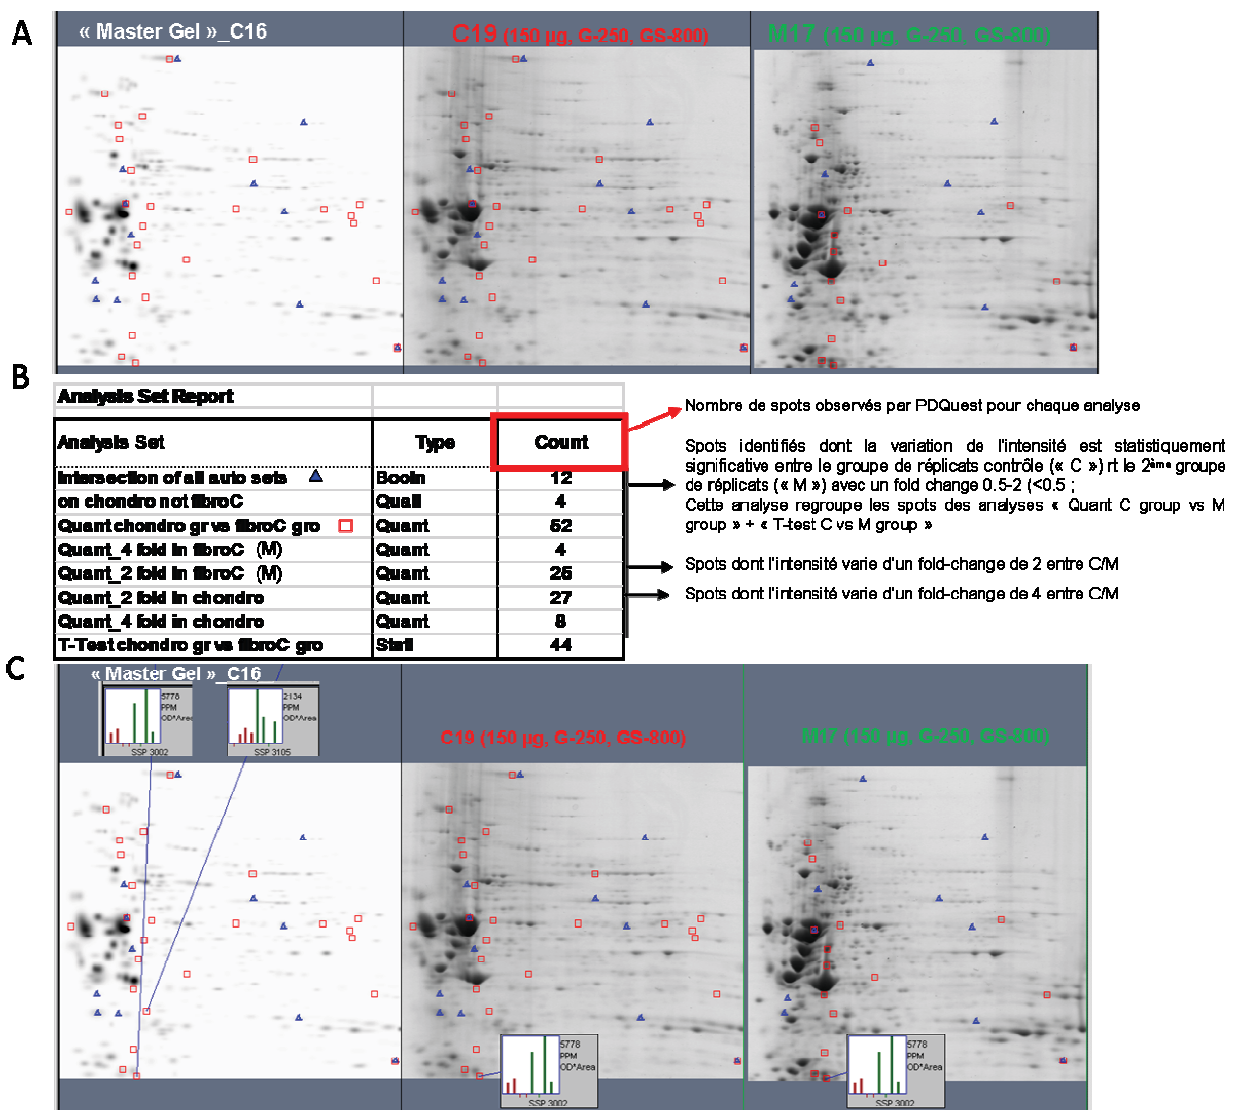 A
« Master Gel »_C16
C19 (150 µg, G-250, GS-800)
M17 (150 µg, G-250, GS-800)
B
Analysis Set Report
Analysis Set Type Count
Intersection of all auto sets 12 Booln
on chondro not fibroC Quali 4
Quant chondro gr vs fibroC gro Quant 52
Quant_4 fold in fibroC (M) Quant 4
Quant_2 fold in fibroC (M) Quant 25
Quant_2 fold in chondro Quant 27
Quant_4 fold in chondro Quant 8
T-Test chondro gr vs fibroC gro 44
Nombre de spots observés par PDQuest pour chaque analyse
Spots identifiés dont la variation de l'intensité est statistiquement
significative entre le groupe de réplicats contrôle (« C ») rt le 2ème groupe
de réplicats (« M ») avec un fold change 0.5-2 (<0.5 ;
Cette analyse regroupe les spots des analyses « Quant C group vs M
group » + « T-test C vs M group »
Spots dont l'intensité varie d'un fold-change de 2 entre C/M
Spots dont l'intensité varie d'un fold-change de 4 entre C/M
C
« Master Gel »_C16
5778
PPM
OD*Area
SSP 3002
2134
PPM
OD*Area
SSP 3105
C19 (150 µg, G-250, GS-800)
M17 (150 µg, G-250, GS-800)
5778
PPM
OD*Area
SSP 3002
5778
PPM
OD*Area
SSP 3002